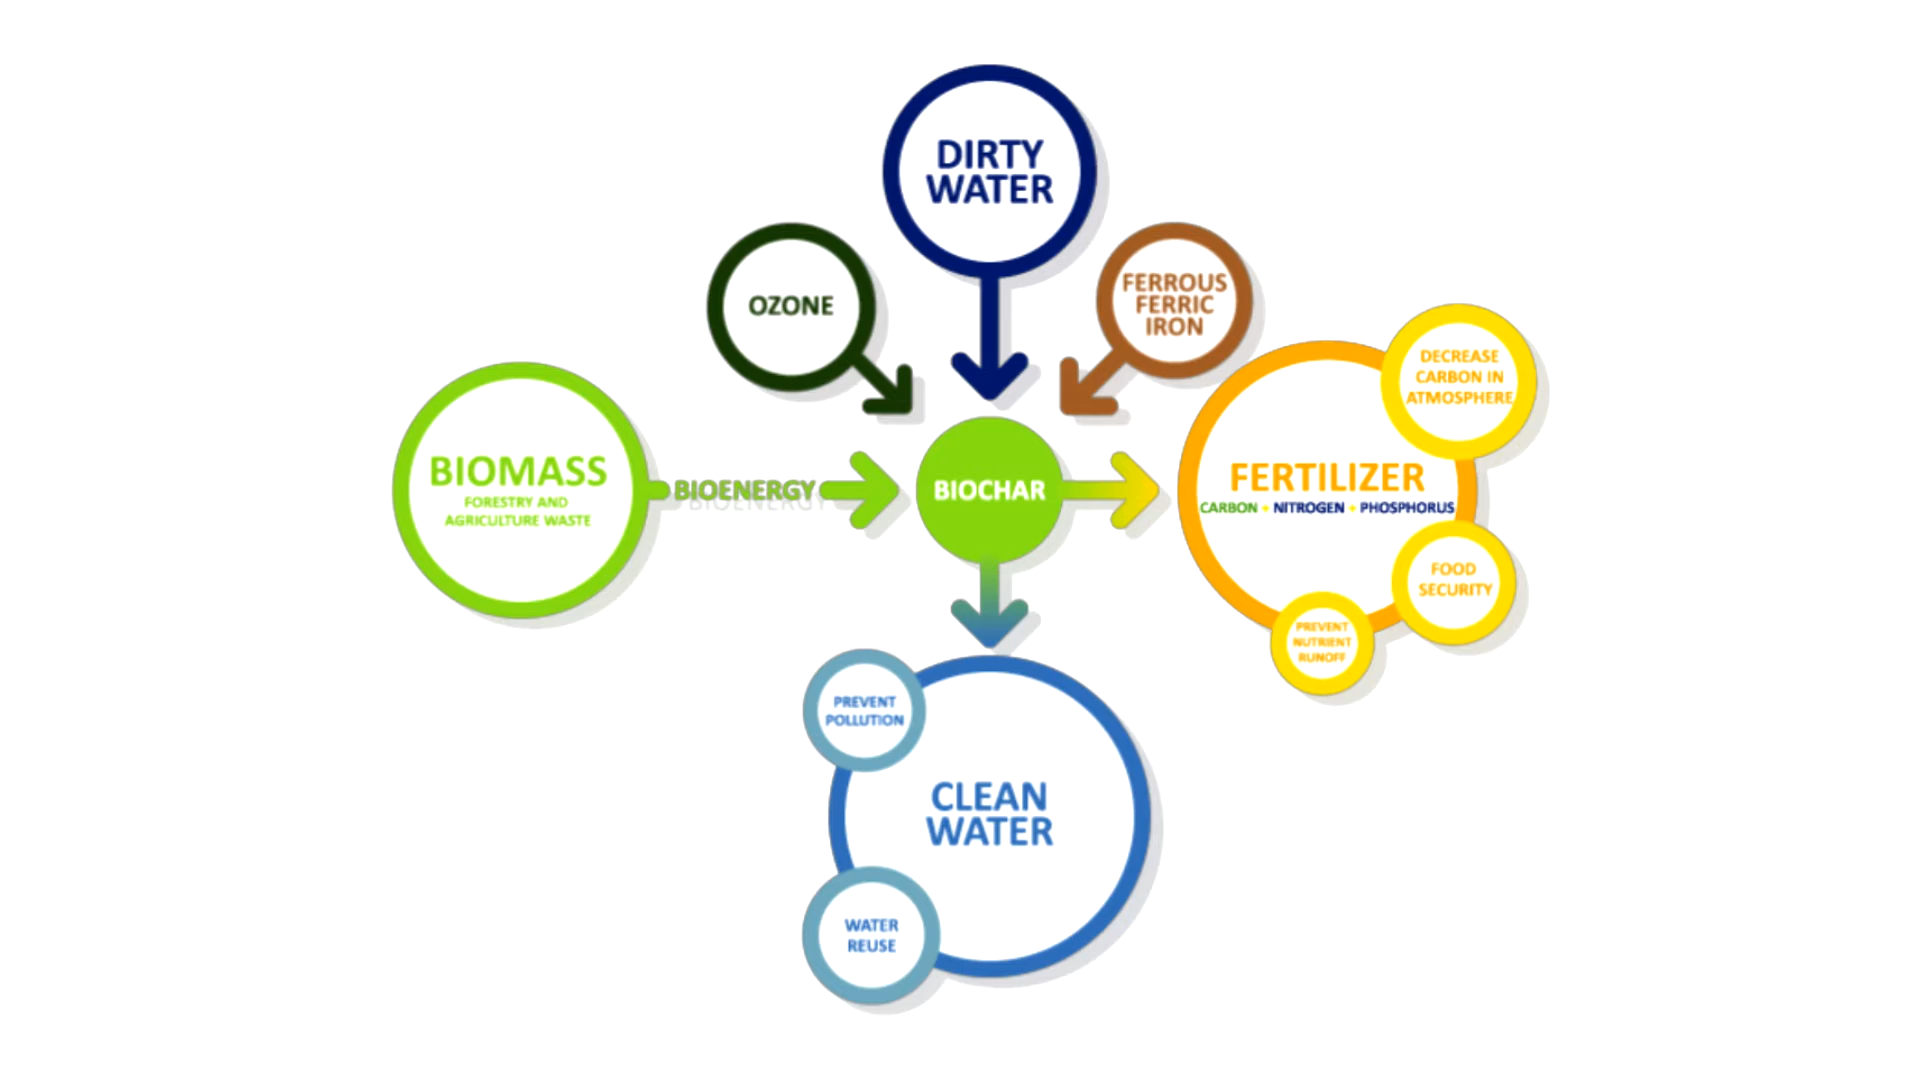 DIRTY
WATER
OZONE
FERROUS
FERRIC
IRON
DECREASE
CARBON IN
ATMOSPHERE
BIOMASS
FORESTRY AND
AGRICULTURE WASTE
BIOENERGY
BIOCHAR
FERTILIZER
CARBON + NITROGEN + PHOSPHORUS
FOOD
SECURITY
PREVENT
NUTRIENT
RUNOFF
PREVENT
POLLUTION
CLEAN
WATER
WATER
REUSE